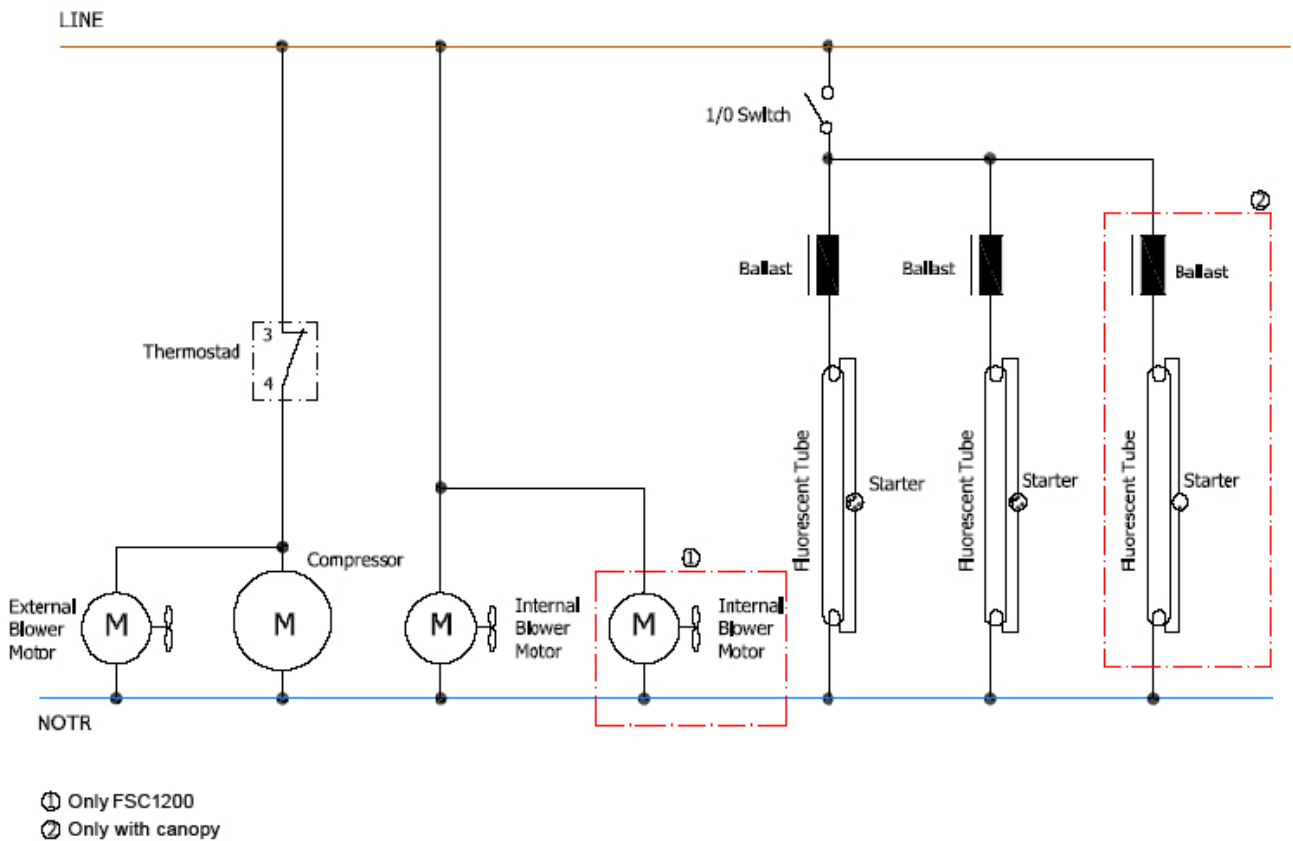 LINE
1/0 Switch
②
Ballast
Ballast
Ballast
3
Thermostad
4
Fluorescent Tube
Starter
Fluorescent Tube
Starter
Fluorescent Tube
Starter
Compressor
①
External
Blower
Motor
M
M
M
Internal
Blower
Motor
M
Internal
Blower
Motor
NOTR
① Only FSC1200
② Only with canopy